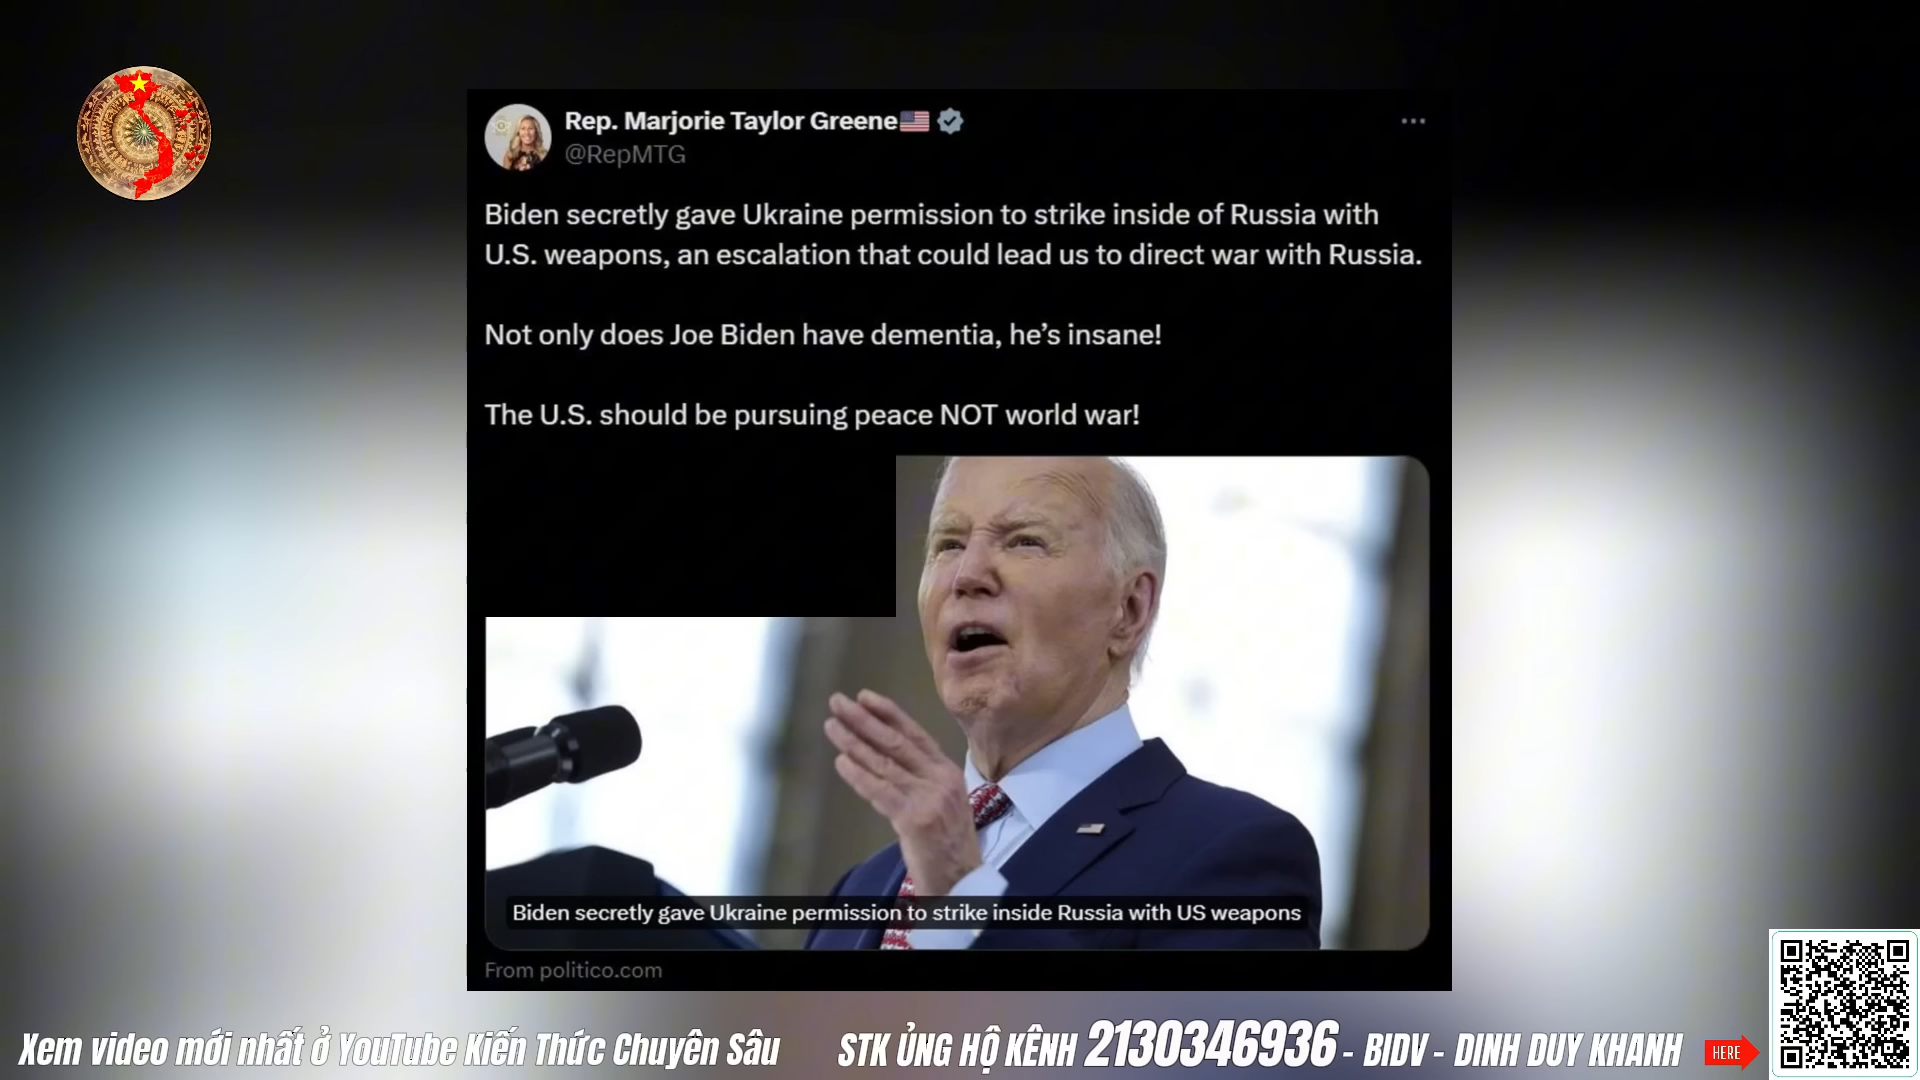 Rep. Marjorie Taylor Greene🇺🇸
@RepMTG
Biden secretly gave Ukraine permission to strike inside of Russia with
U.S. weapons, an escalation that could lead us to direct war with Russia.
Not only does Joe Biden have dementia, he’s insane!
The U.S. should be pursuing peace NOT world war!
Biden secretly gave Ukraine permission to strike inside Russia with US weapons
From politico.com
Xem video mới nhất ở YouTube Kiến Thức Chuyên Sâu
STK ỦNG HỘ KÊNH 2130346936 - BIDV - DINH DUY KHANH
HERE